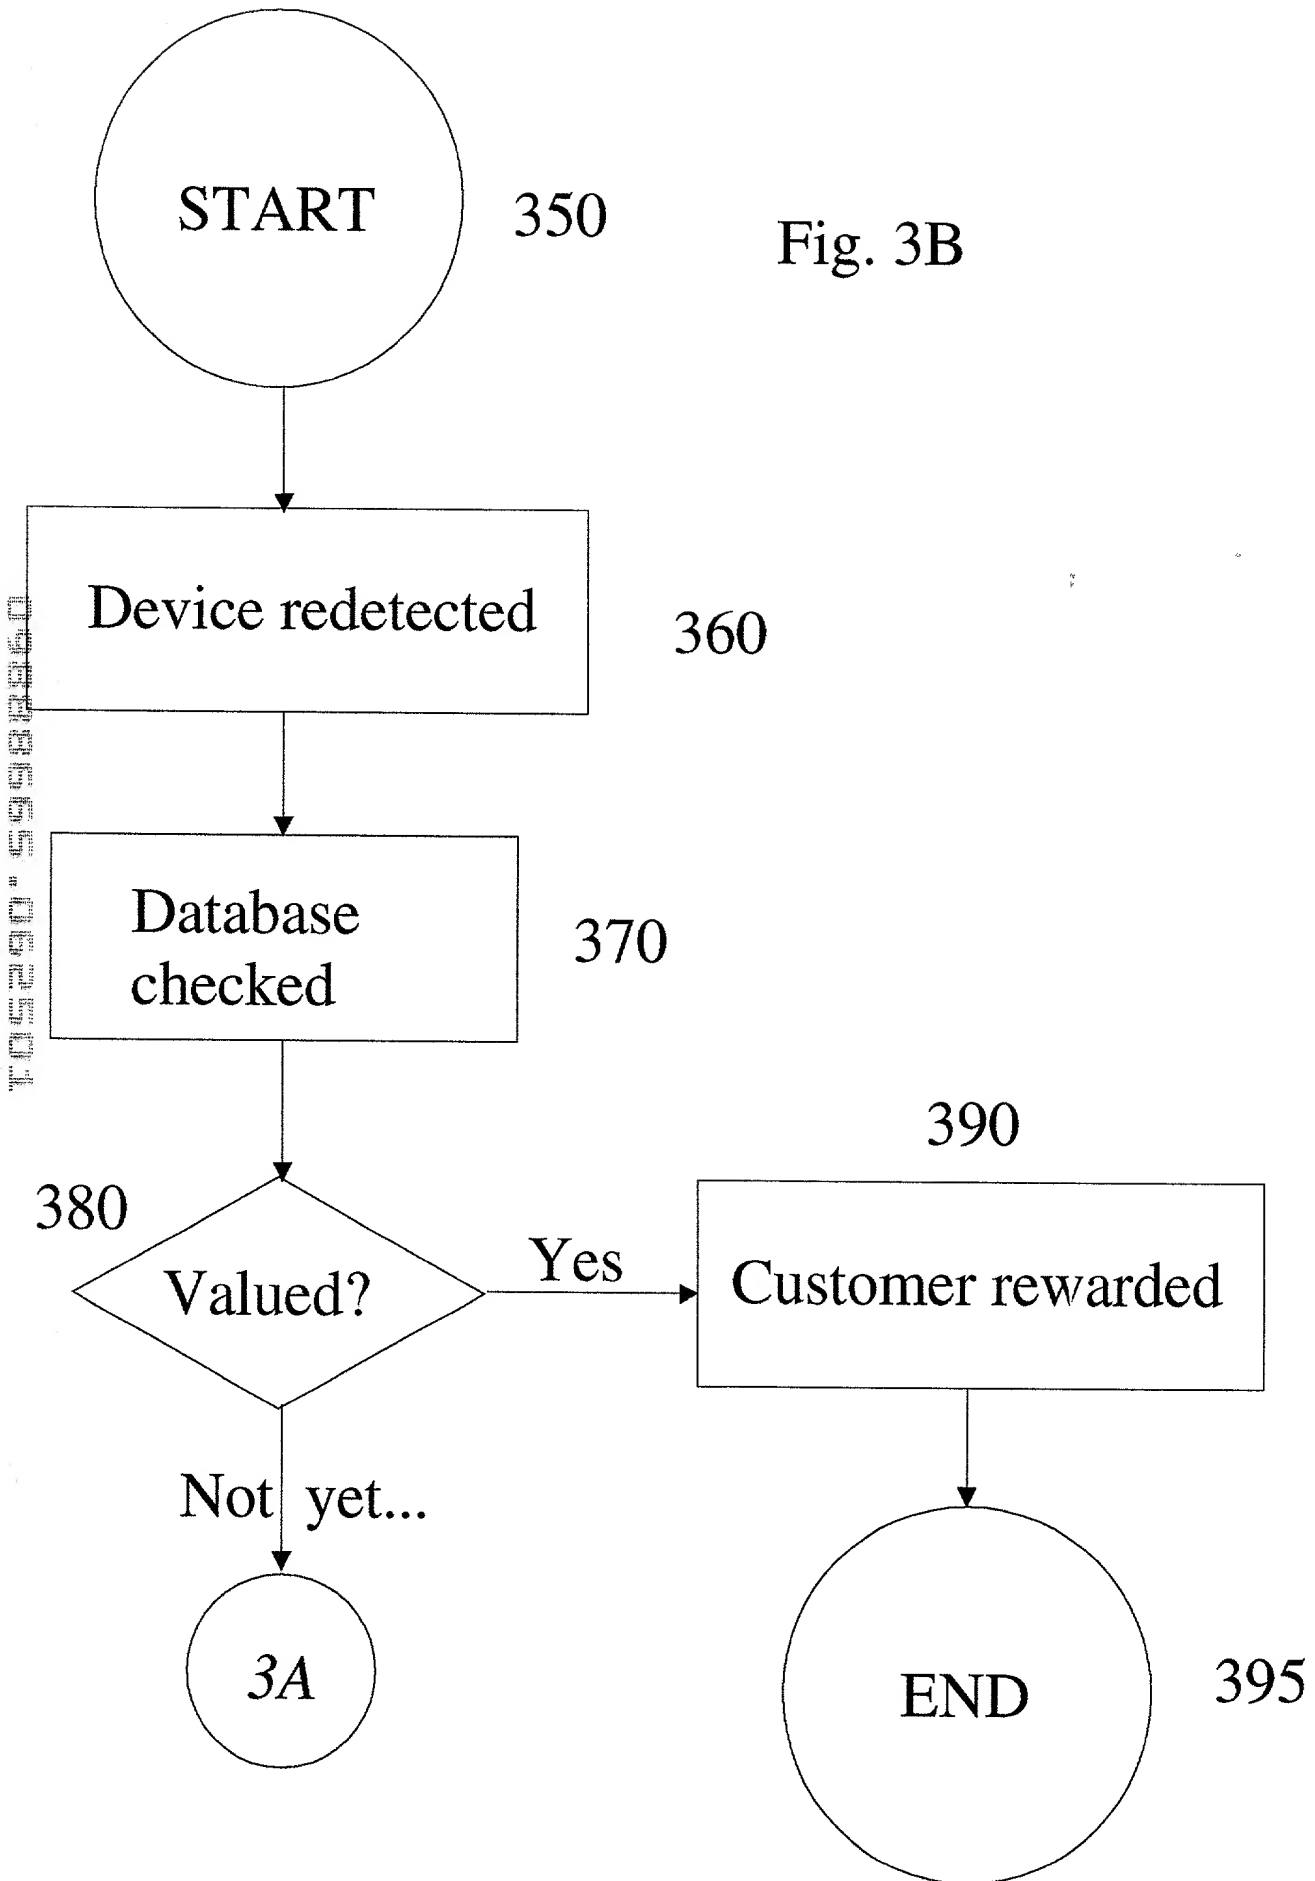 START
350
Fig. 3B
Device redetected
360
Database
checked
370
380
Valued?
Yes
390
Customer rewarded
Not yet...
3A
END
395